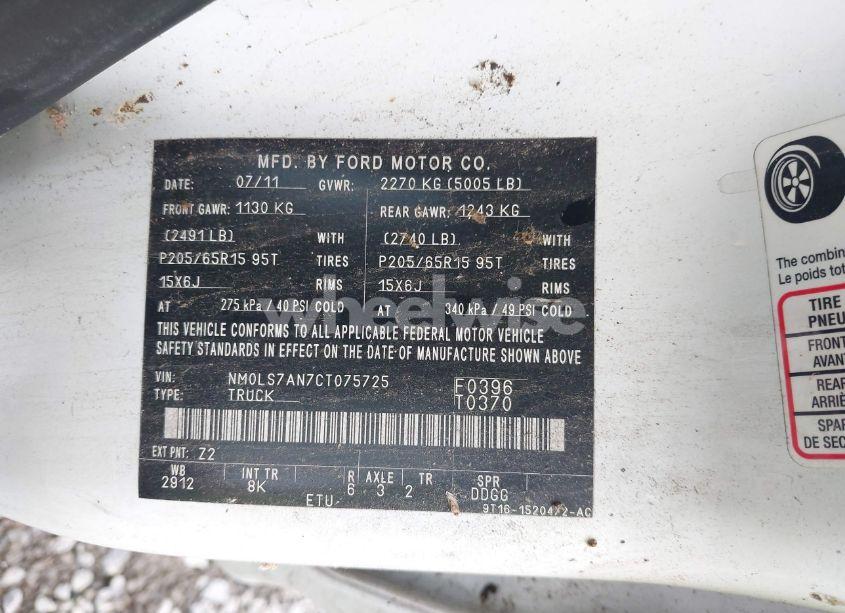 MFD. BY FORD MOTOR CO.
DATE: 07/11 GVWR: 2270 KG (5005 LB)
FRONT GAWR: 1130 KG REAR GAWR: 1243 KG
(2491 LB) WITH (2740 LB) WITH
P205/65R15 95T TIRES P205/65R15 95T TIRES
15X6J RIMS 15X6J RIMS
AT 275 kPa / 40 PSI COLD AT 340 kPa / 49 PSI COLD
THIS VEHICLE CONFORMS TO ALL APPLICABLE FEDERAL MOTOR VEHICLE
SAFETY STANDARDS IN EFFECT ON THE DATE OF MANUFACTURE SHOWN ABOVE
VIN: NM0LS7AN7CT075725 F0396
TYPE: TRUCK T0370
EXT PNT: Z2
WB INT TR R AXLE TR SPR
2912 8K 6 3 2 DDGG
ETU
9T16-15204/2-AC
wheelwise
The combin
Le poids tot
TIRE
PNEU
FRONT
AVANT
REAR
ARRIÈ
SPAR
DE SEC